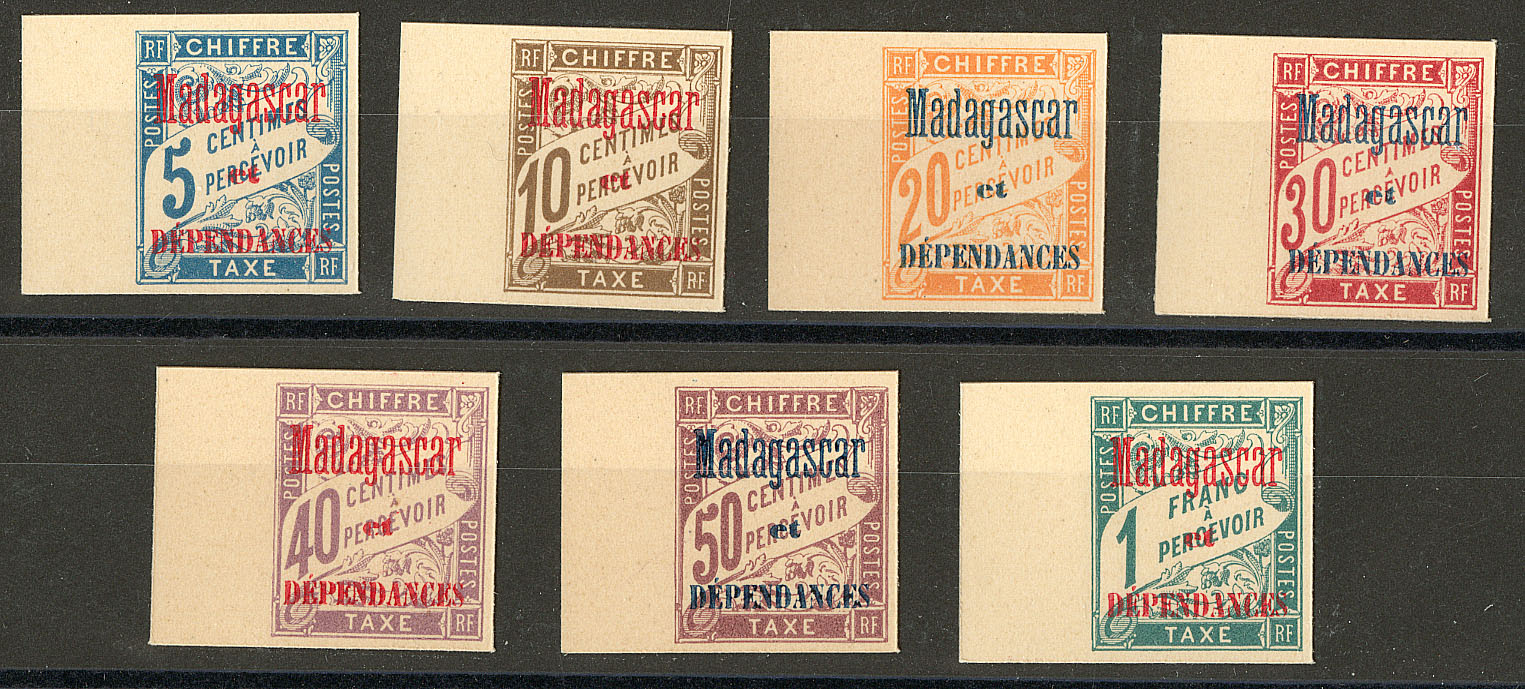 RF CHIFFRE
POSTES
Madagascar
5 CENTIMES
À
PERCEVOIR
et
POSTES
DÉPENDANCES
TAXE RF
RF CHIFFRE
Madagascar
10 CENTIMES
À
PERCEVOIR
et
POSTES
DÉPENDANCES
TAXE RF
RF CHIFFRE
POSTES
Madagascar
20 CENTIMES
À
PERCEVOIR
et
POSTES
DÉPENDANCES
TAXE RF
RF CHIFFRE
POSTES
Madagascar
30 CENTIMES
À
PERCEVOIR
et
POSTES
DÉPENDANCES
TAXE RF
RF CHIFFRE
POSTES
Madagascar
40 CENTIMES
À
PERCEVOIR
et
POSTES
DÉPENDANCES
TAXE RF
RF CHIFFRE
POSTES
Madagascar
50 CENTIMES
À
PERCEVOIR
et
POSTES
DÉPENDANCES
TAXE RF
RF CHIFFRE
POSTES
Madagascar
1 FRANC
À
PERCEVOIR
et
POSTES
DÉPENDANCES
TAXE RF